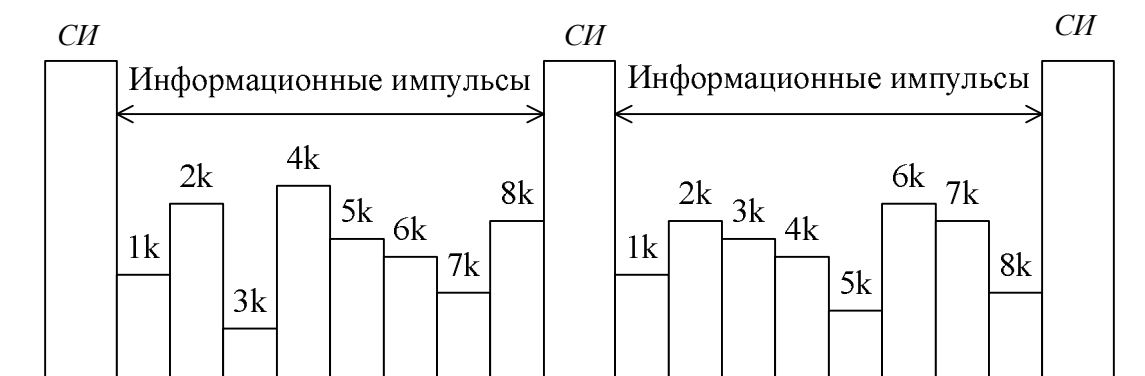 СИ СИ СИ
Информационные импульсы Информационные импульсы
1k 2k 3k 4k 5k 6k 7k 8k 1k 2k 3k 4k 5k 6k 7k 8k